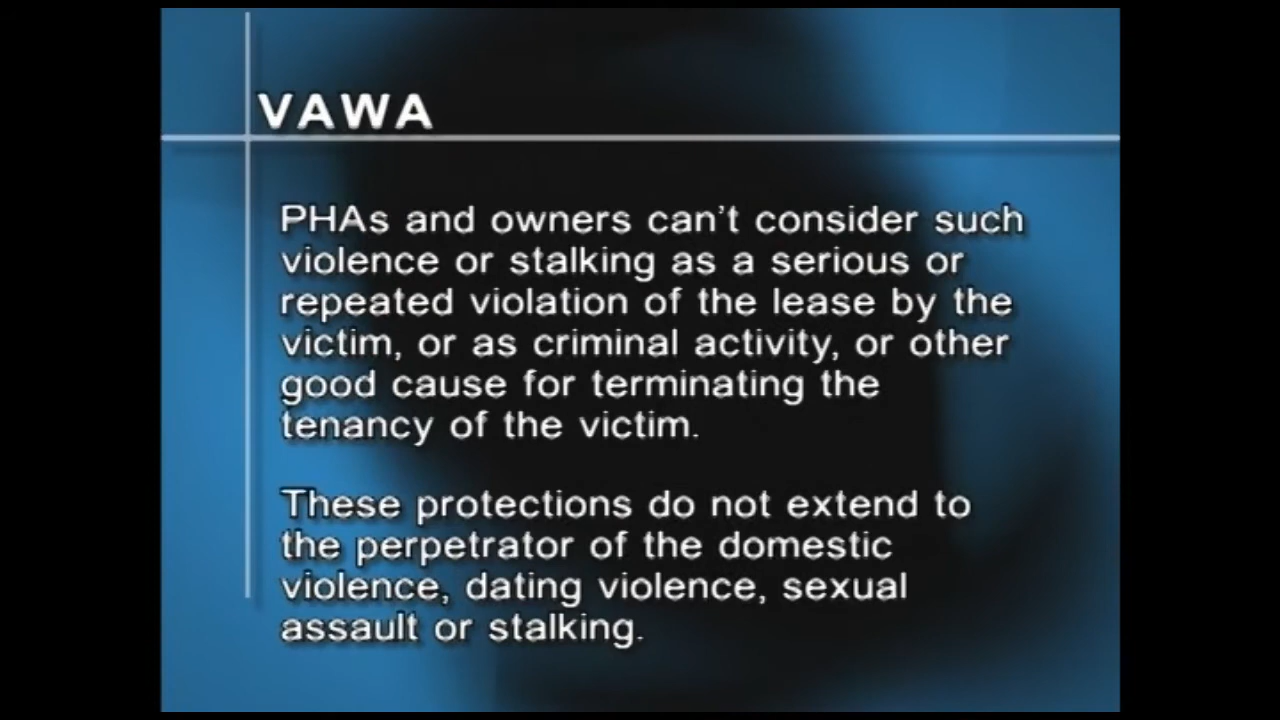 VAWA
PHAs and owners can't consider such
violence or stalking as a serious or
repeated violation of the lease by the
victim, or as criminal activity, or other
good cause for terminating the
tenancy of the victim.
These protections do not extend to
the perpetrator of the domestic
violence, dating violence, sexual
assault or stalking.